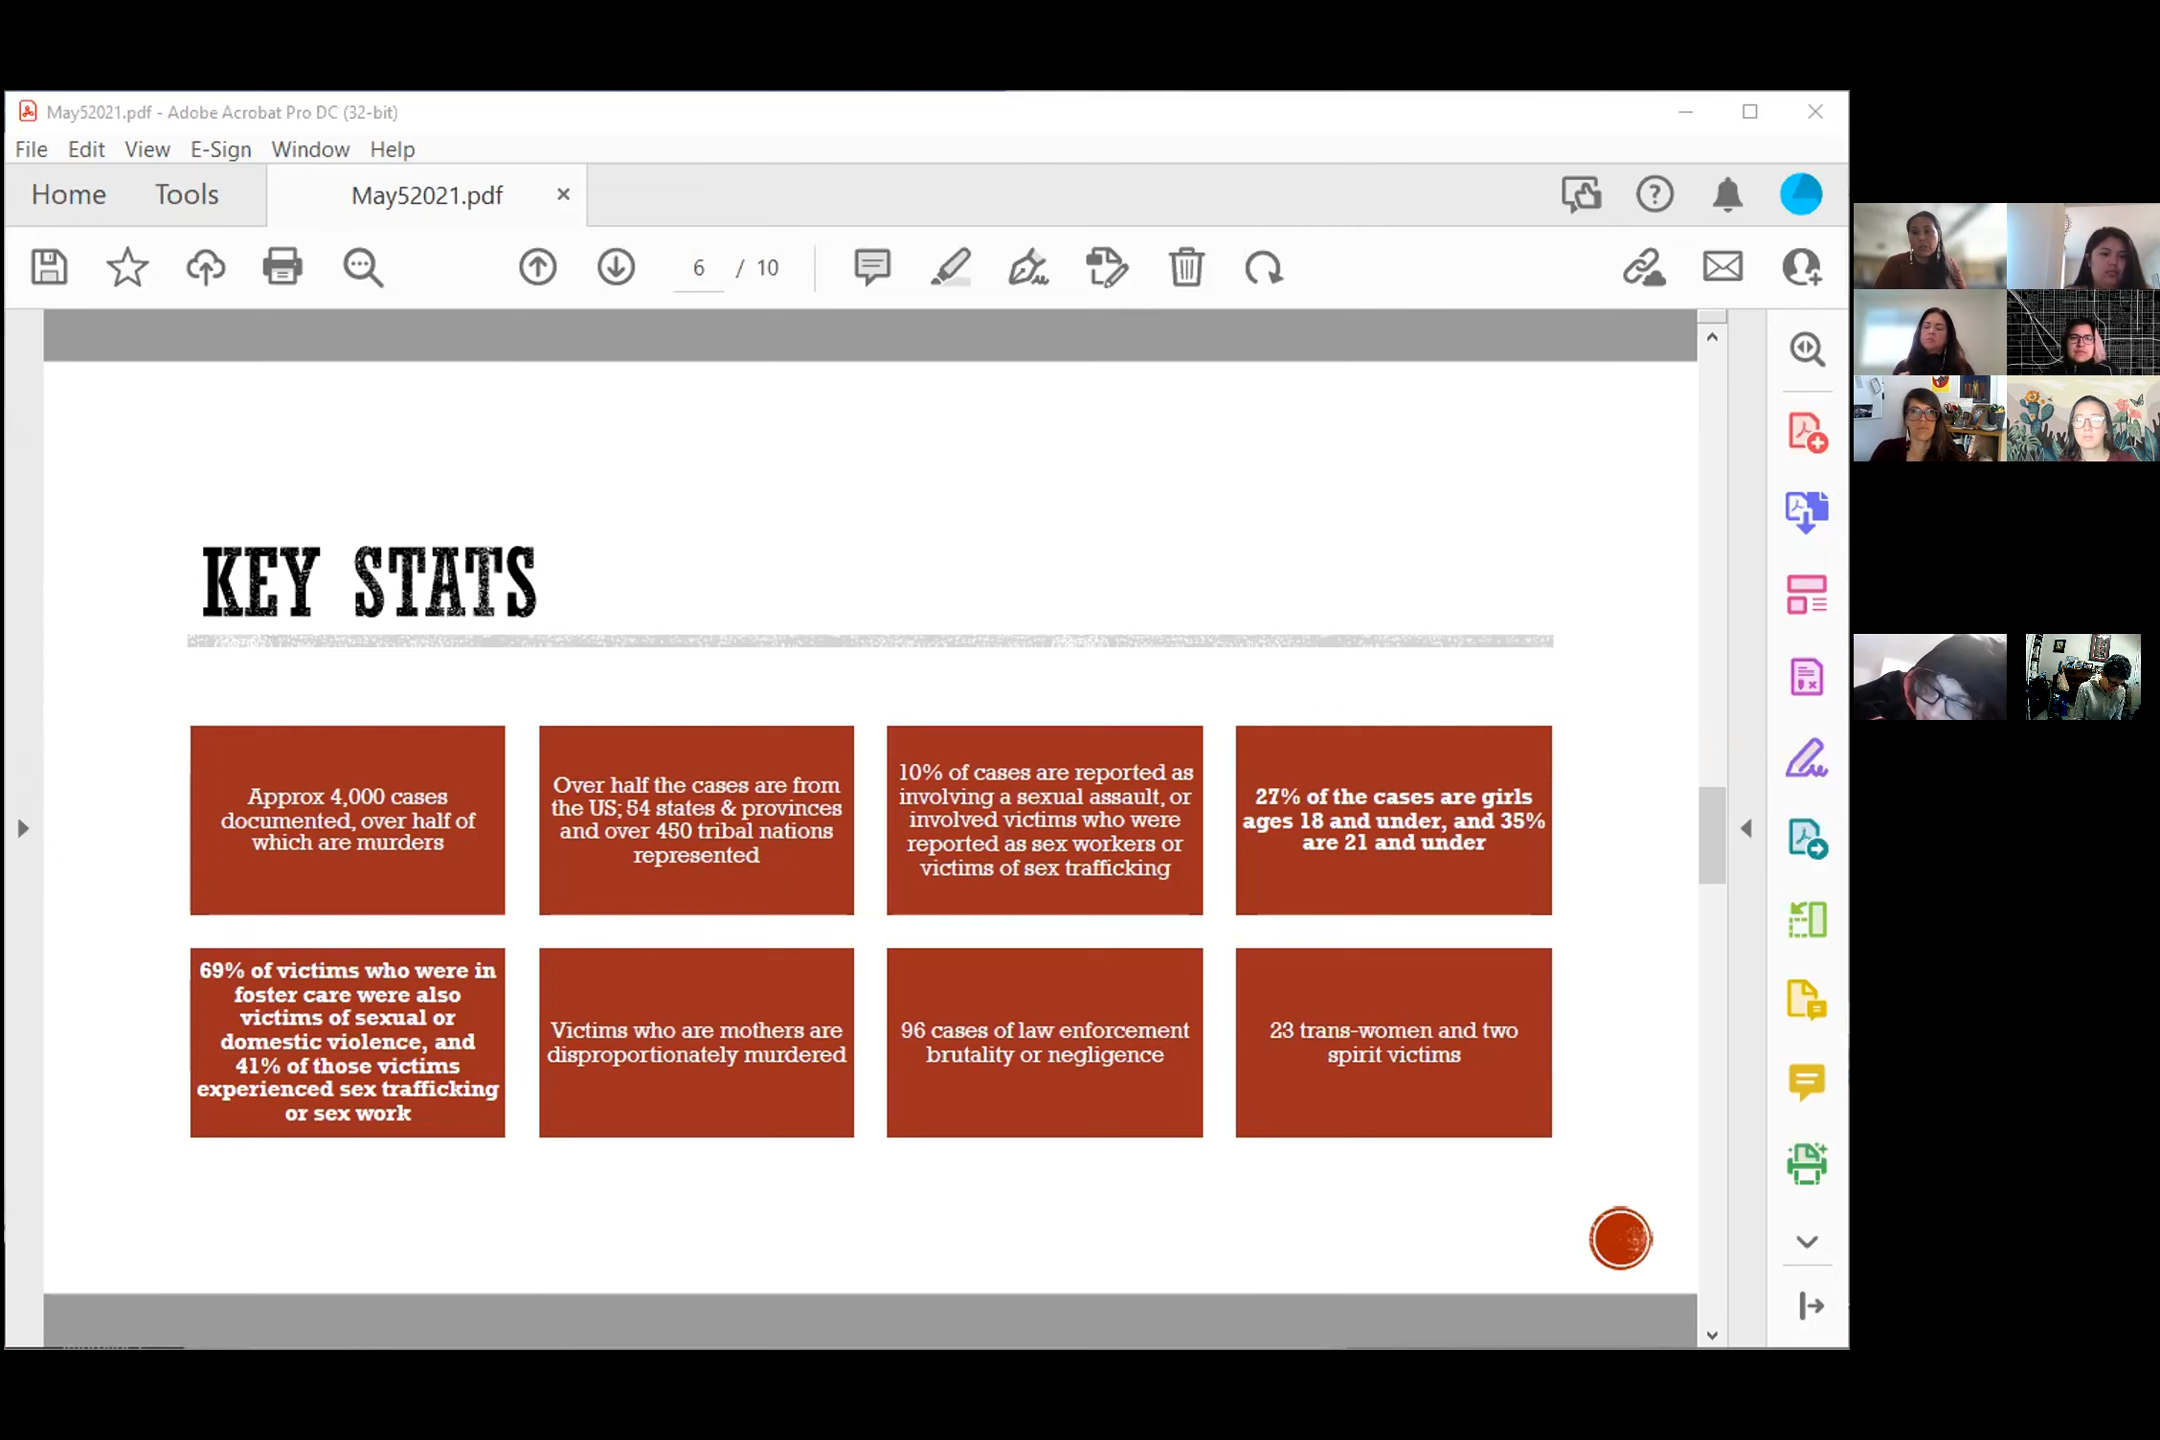 May52021.pdf - Adobe Acrobat Pro DC (32-bit)
File Edit View E-Sign Window Help
Home Tools May52021.pdf
6 / 10
KEY STATS
Approx 4,000 cases
documented, over half of
which are murders
Over half the cases are from
the US; 54 states & provinces
and over 450 tribal nations
represented
10% of cases are reported as
involving a sexual assault, or
involved victims who were
reported as sex workers or
victims of sex trafficking
27% of the cases are girls
ages 18 and under, and 35%
are 21 and under
69% of victims who were in
foster care were also
victims of sexual or
domestic violence, and
41% of those victims
experienced sex trafficking
or sex work
Victims who are mothers are
disproportionately murdered
96 cases of law enforcement
brutality or negligence
23 trans-women and two
spirit victims